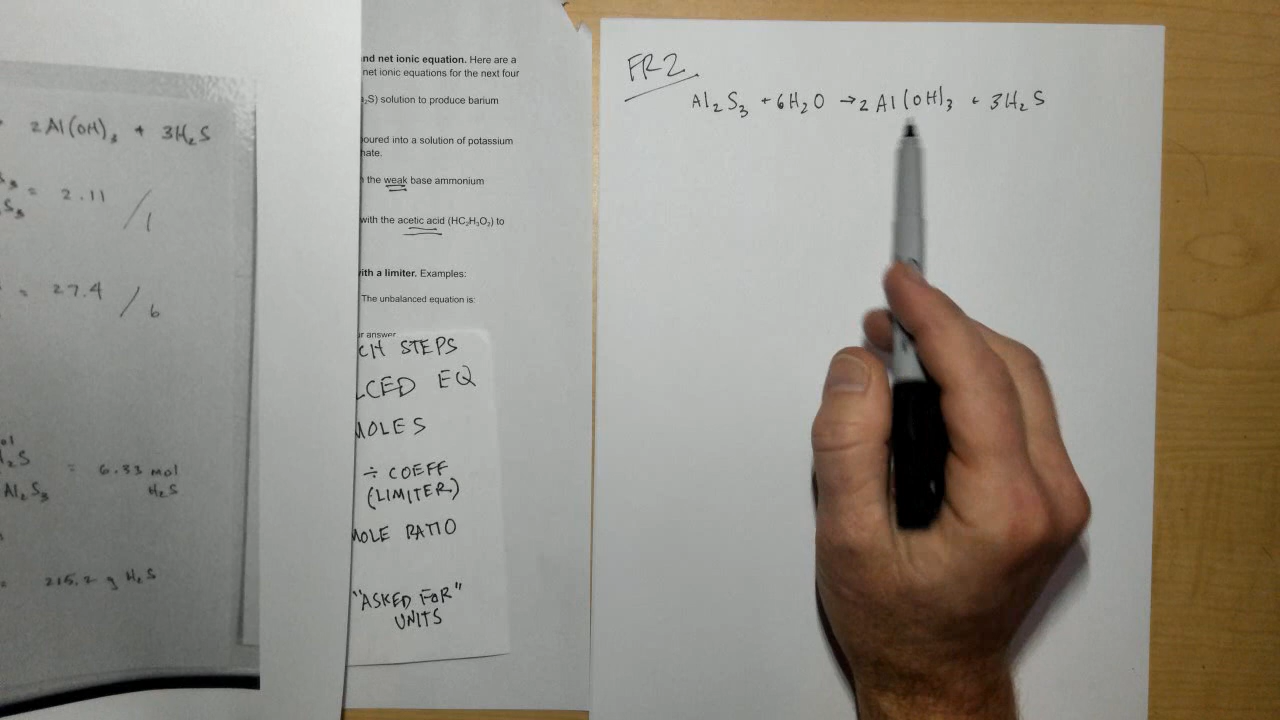 2Al(OH)₃ + 3H₂S
= 2.11 / 1
= 27.4 / 6
= 6.33 mol
Al₂S₃ H₂S
= 215.2 g H₂S
and net ionic equation. Here are a
net ionic equations for the next four
S) solution to produce barium
poured into a solution of potassium
the weak base ammonium
with the acetic acid (HC₂H₃O₂) to
with a limiter. Examples:
The unbalanced equation is:
answer
STEPS
EQ
MOLES
÷ COEFF
(LIMITER)
MOLE RATIO
"ASKED FOR"
UNITS
FR2
Al₂S₃ + 6H₂O → 2Al(OH)₃ + 3H₂S